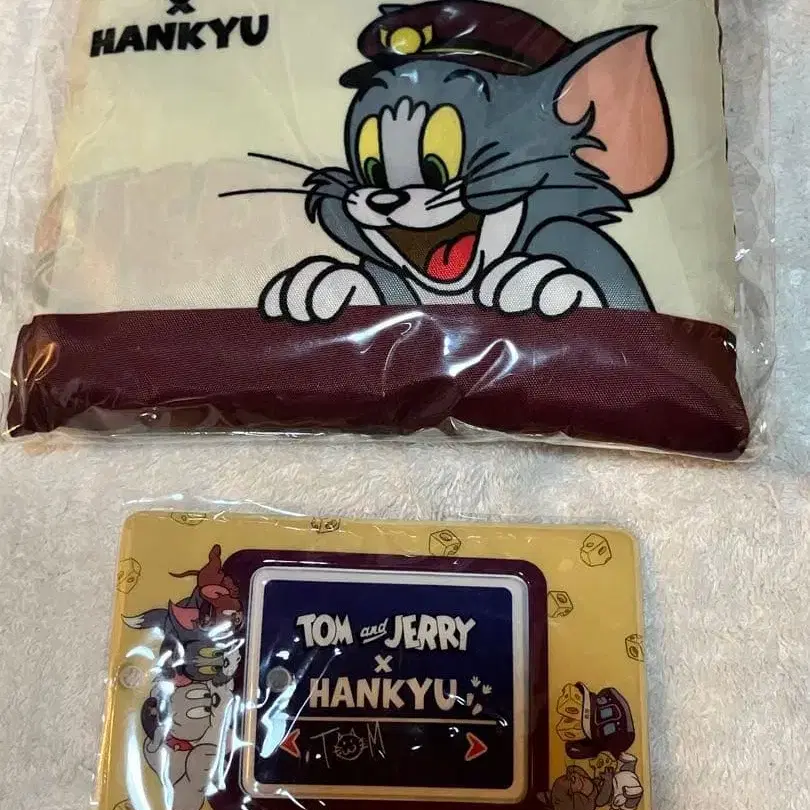 ×
HANKYU
TOM and JERRY
×
HANKYU
TOM